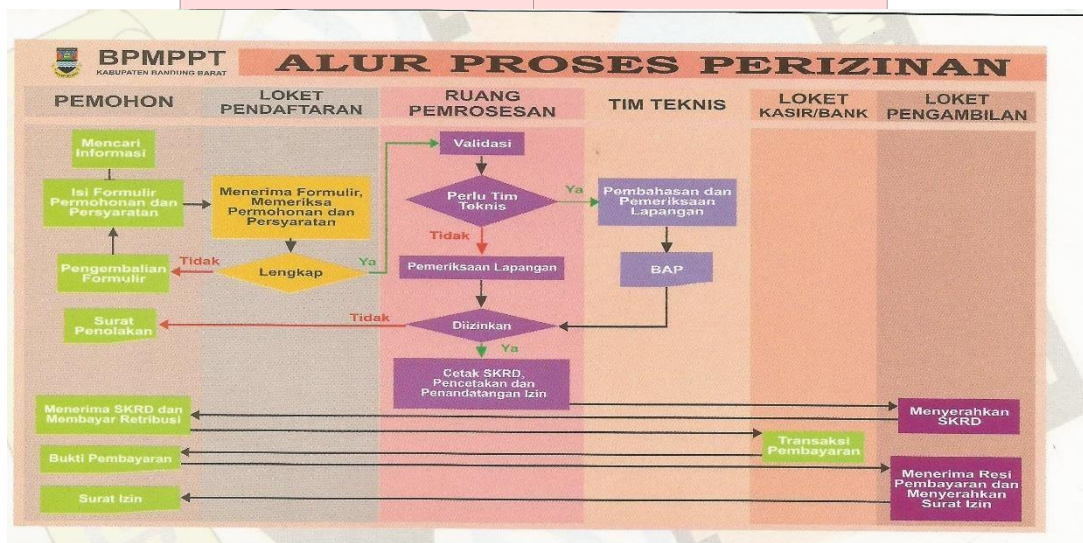 BPMPPT
KABUPATEN BANDUNG BARAT
ALUR PROSES PERIZINAN
PEMOHON
LOKET
PENDAFTARAN
RUANG
PEMROSESAN
TIM TEKNIS
LOKET
KASIR/BANK
LOKET
PENGAMBILAN
Mencari
Informasi
Isi Formulir
Permohonan dan
Persyaratan
Pengembalian
Formulir
Surat
Penolakan
Menerima Formulir,
Memeriksa
Permohonan dan
Persyaratan
Lengkap
Tidak
Ya
Validasi
Perlu Tim
Teknis
Ya
Tidak
Pemeriksaan Lapangan
Diizinkan
Tidak
Ya
Cetak SKRD,
Pencetakan dan
Penandatangan Izin
Pembahasan dan
Pemeriksaan
Lapangan
BAP
Menerima SKRD dan
Membayar Retribusi
Menyerahkan
SKRD
Transaksi
Pembayaran
Bukti Pembayaran
Menerima Resi
Pembayaran dan
Menyerahkan
Surat Izin
Surat Izin